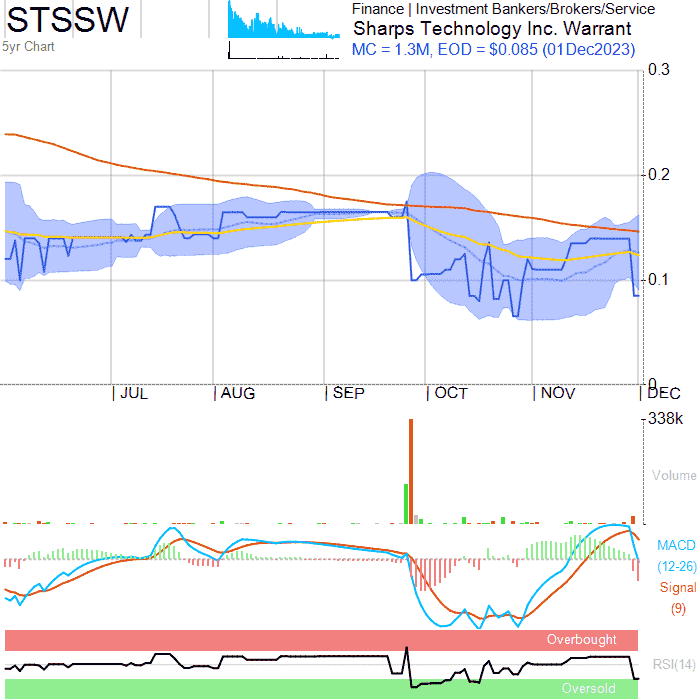 STSSW
5yr Chart
Finance | Investment Bankers/Brokers/Service
Sharps Technology Inc. Warrant
MC = 1.3M, EOD = $0.085 (01Dec2023)
0.3
0.2
0.1
0
JUL
AUG
SEP
OCT
NOV
DEC
338k
Volume
MACD
(12-26)
Signal
(9)
Overbought
RSI(14)
Oversold